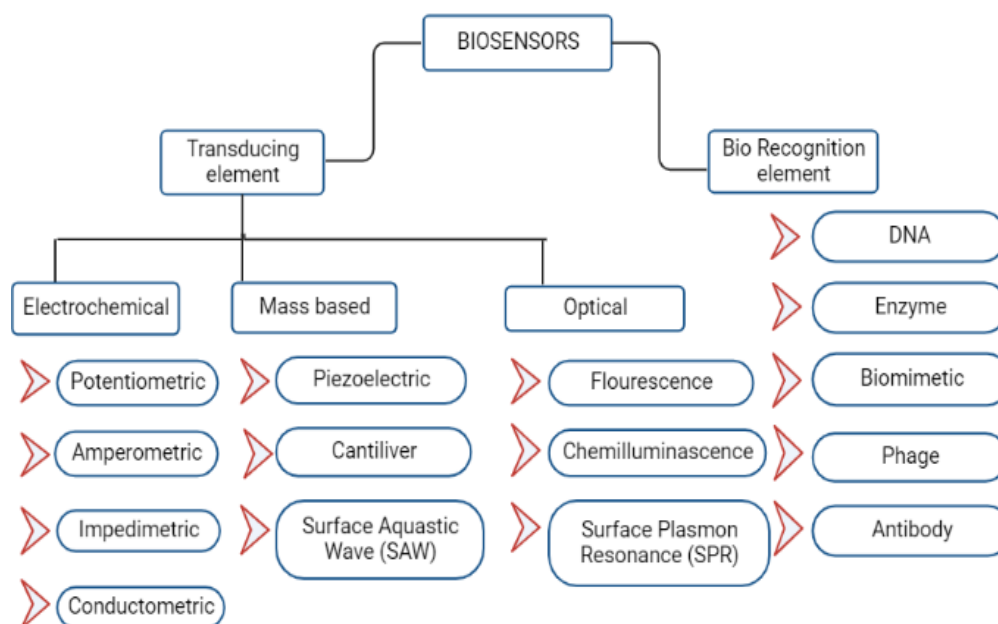 BIOSENSORS
Transducing
element
Bio Recognition
element
Electrochemical
Potentiometric
Amperometric
Impedimetric
Conductometric
Mass based
Piezoelectric
Cantiliver
Surface Aquastic
Wave (SAW)
Optical
Flourescence
Chemilluminascence
Surface Plasmon
Resonance (SPR)
DNA
Enzyme
Biomimetic
Phage
Antibody